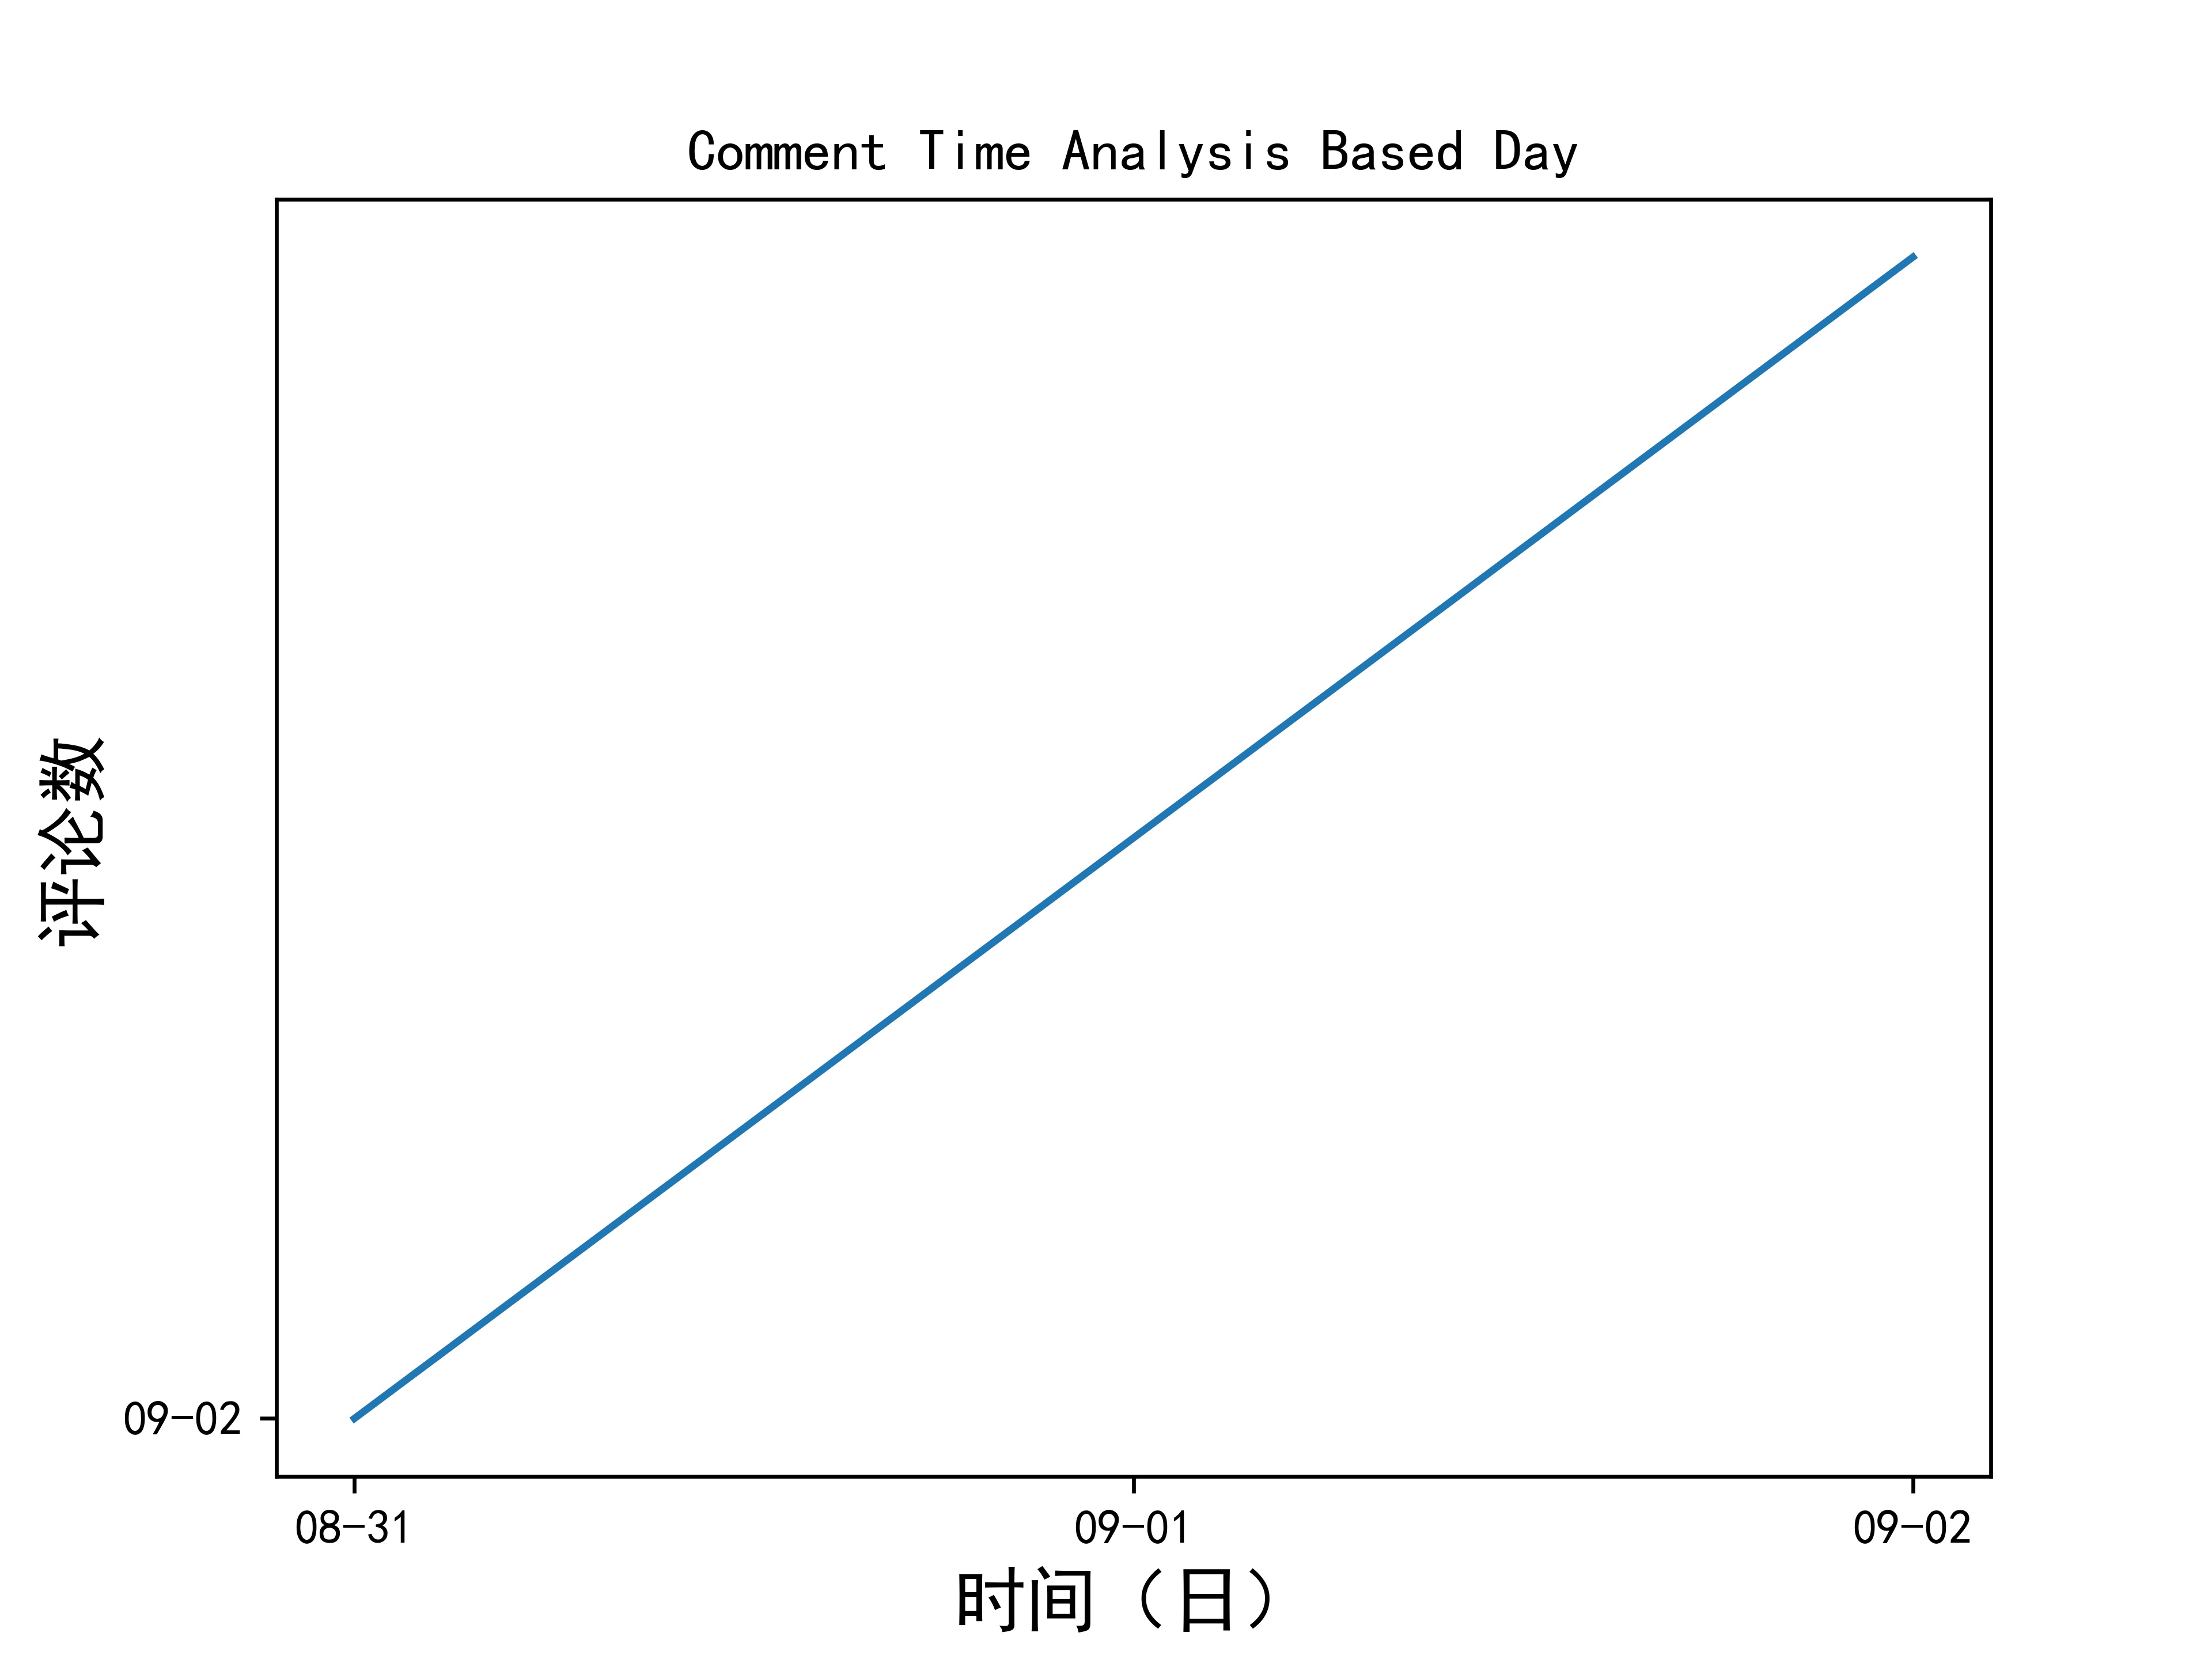 Comment Time Analysis Based Day
评论数
09-02
08-31
09-01
09-02
时间（日）